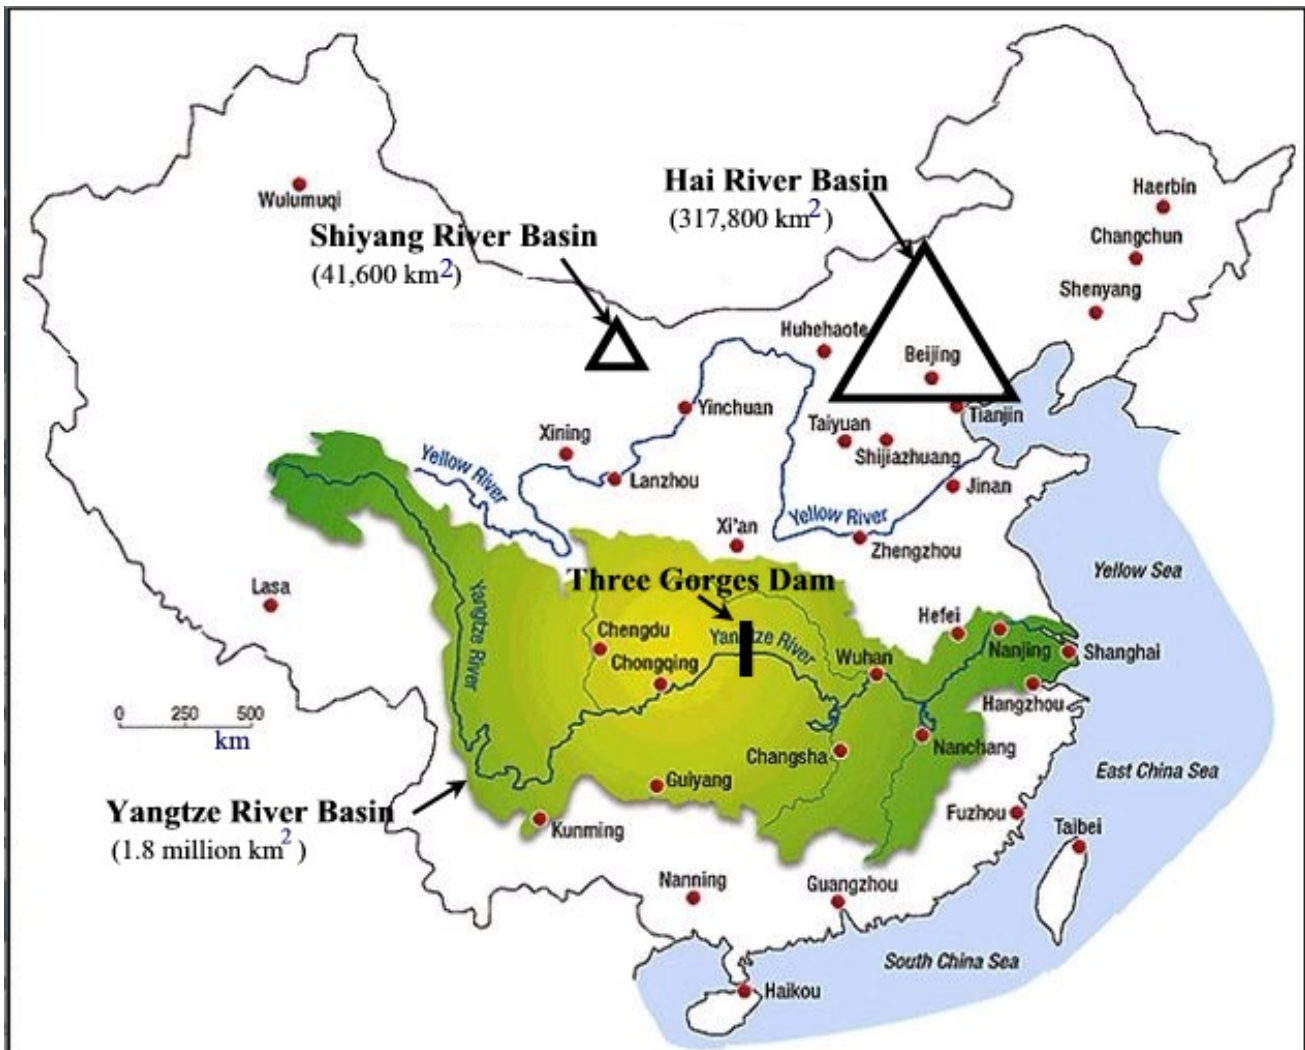 Hai River Basin
(317,800 km2)
Haerbin
Wulumuqi
Shiyang River Basin
(41,600 km2)
Changchun
Shenyang
Huhehaote
Beijing
Yinchuan
Tianjin
Taiyuan
Xining
Shijiazhuang
Yellow River
Lanzhou
Jinan
Yellow River
Xi'an
Zhengzhou
Yellow Sea
Three Gorges Dam
Lasa
Yangtze River
Hefei
Chengdu
Yangtze River
Nanjing
Shanghai
Chongqing
Wuhan
Hangzhou
0 250 500
km
Changsha
Nanchang
East China Sea
Guiyang
Yangtze River Basin
(1.8 million km2)
Kunming
Fuzhou
Taibei
Nanning
Guangzhou
South China Sea
Haikou